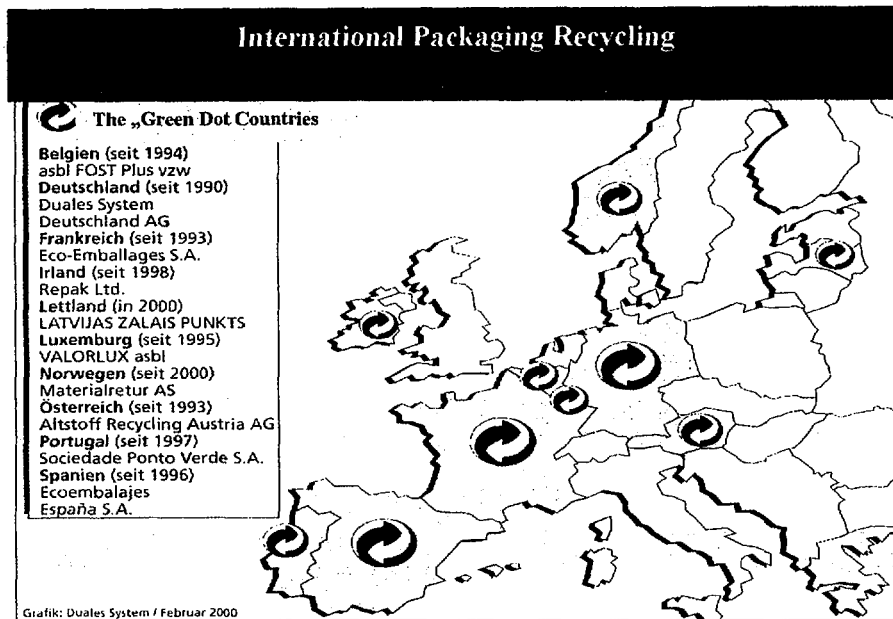 International Packaging Recycling
The „Green Dot Countries
Belgien (seit 1994)
asbl FOST Plus vzw
Deutschland (seit 1990)
Duales System
Deutschland AG
Frankreich (seit 1993)
Eco-Emballages S.A.
Irland (seit 1998)
Repak Ltd.
Lettland (in 2000)
LATVIJAS ZALAIS PUNKTS
Luxemburg (seit 1995)
VALORLUX asbl
Norwegen (seit 2000)
Materialretur AS
Österreich (seit 1993)
Altstoff Recycling Austria AG
Portugal (seit 1997)
Sociedade Ponto Verde S.A.
Spanien (seit 1996)
Ecoembalajes
España S.A.
Grafik: Duales System / Februar 2000